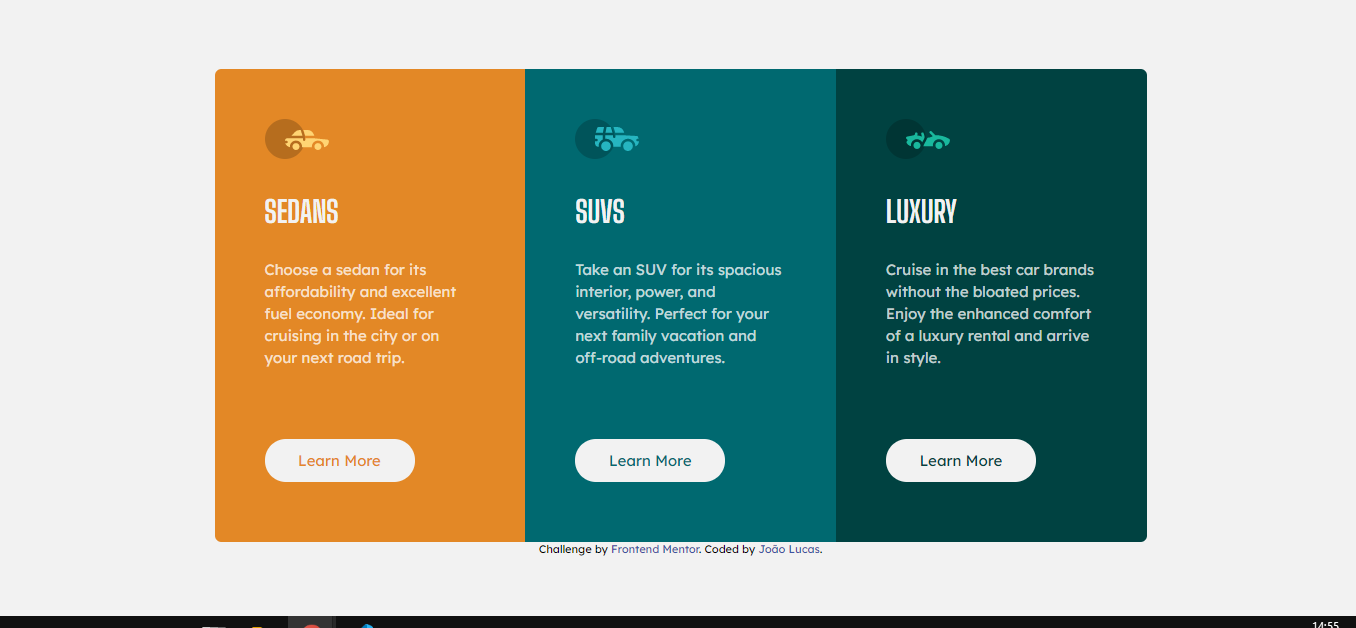 SEDANS
Choose a sedan for its
affordability and excellent
fuel economy. Ideal for
cruising in the city or on
your next road trip.
Learn More
SUVS
Take an SUV for its spacious
interior, power, and
versatility. Perfect for your
next family vacation and
off-road adventures.
Learn More
LUXURY
Cruise in the best car brands
without the bloated prices.
Enjoy the enhanced comfort
of a luxury rental and arrive
in style.
Learn More
Challenge by Frontend Mentor. Coded by João Lucas.
14:55